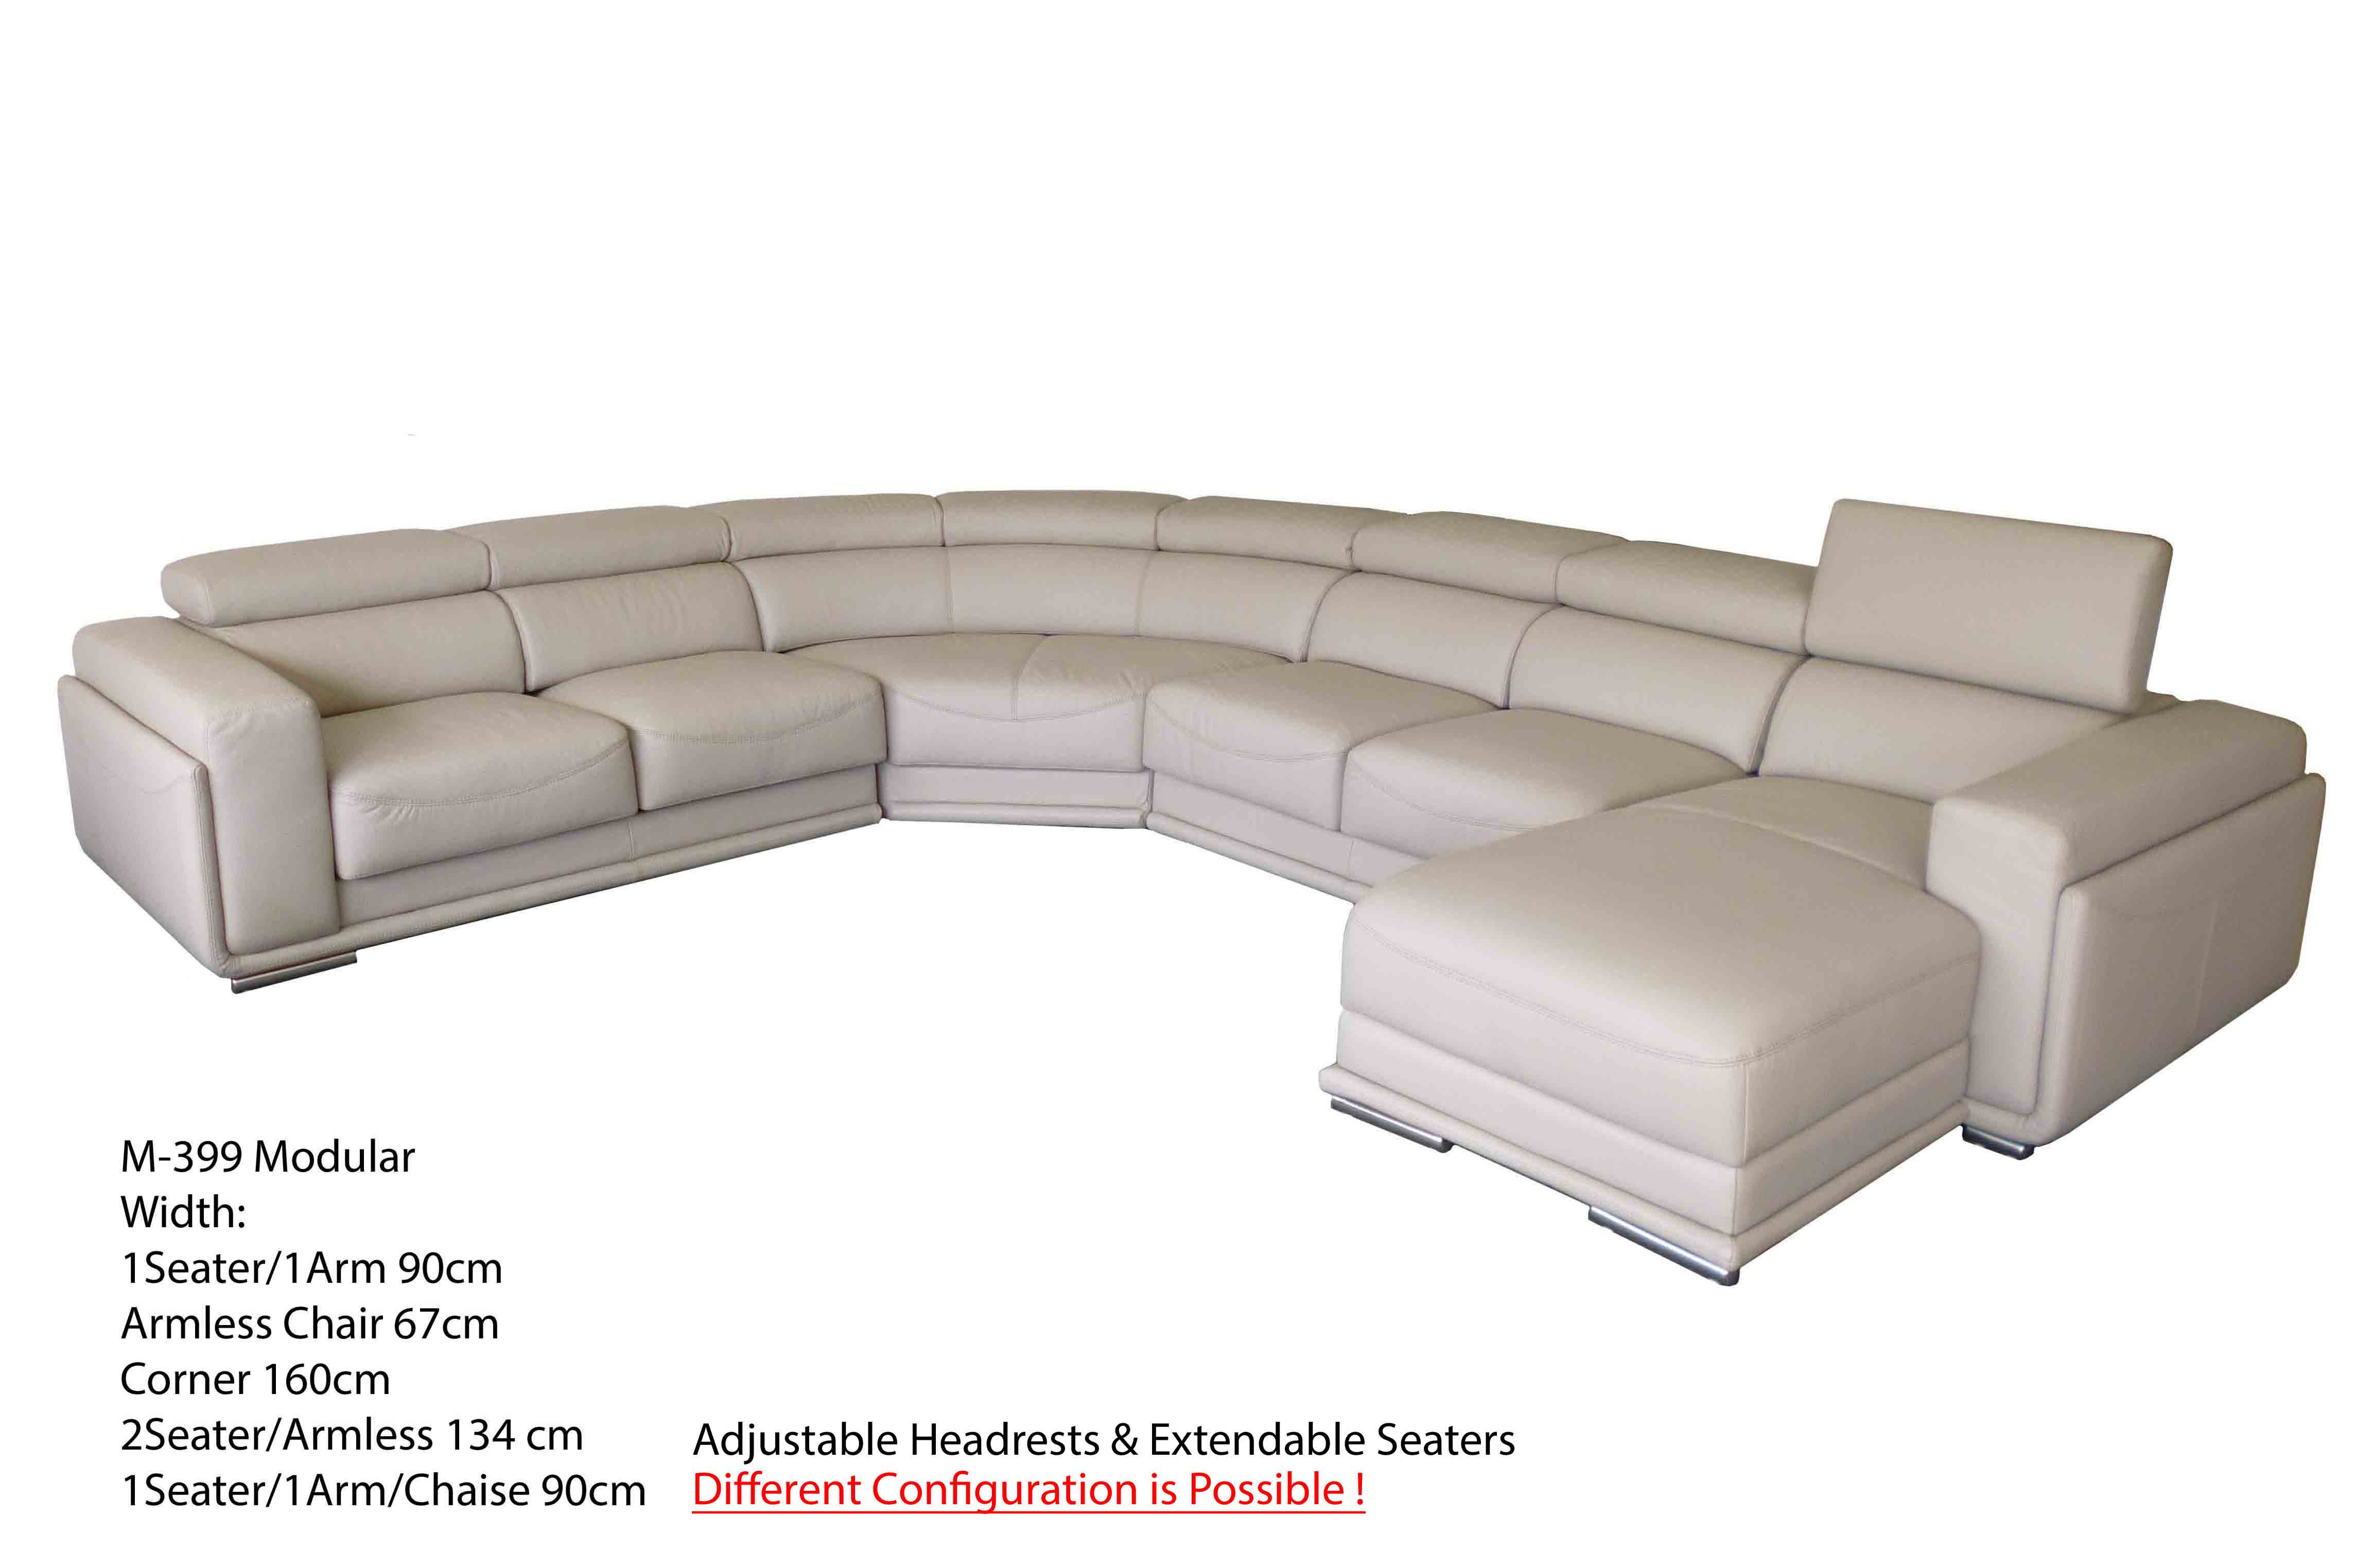 M-399 Modular
Width:
1Seater/1Arm 90cm
Armless Chair 67cm
Corner 160cm
2Seater/Armless 134 cm
1Seater/1Arm/Chaise 90cm
Adjustable Headrests & Extendable Seaters
Different Configuration is Possible !